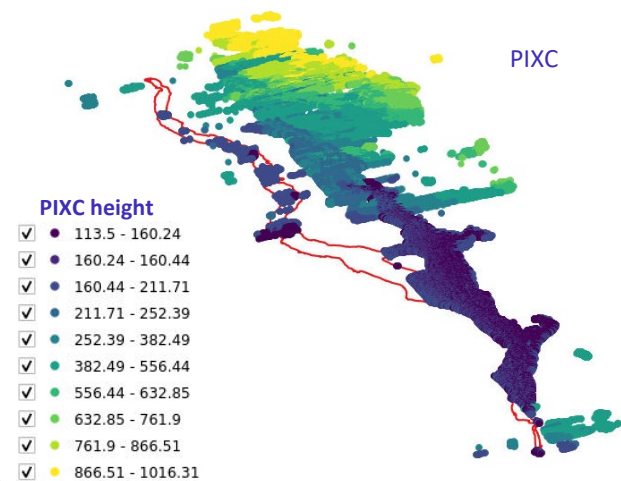 PIXC
PIXC height
113.5 - 160.24
160.24 - 160.44
160.44 - 211.71
211.71 - 252.39
252.39 - 382.49
382.49 - 556.44
556.44 - 632.85
632.85 - 761.9
761.9 - 866.51
866.51 - 1016.31